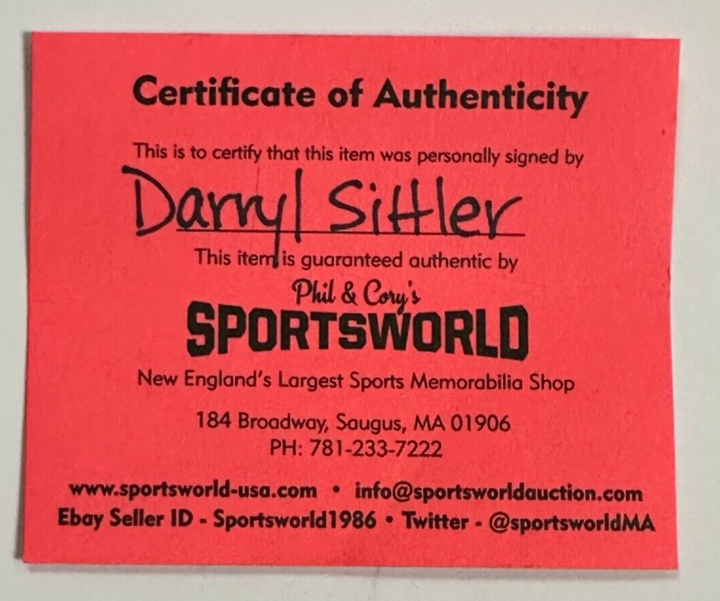 Certificate of Authenticity
This is to certify that this item was personally signed by
Darryl Sittler
This item is guaranteed authentic by
Phil & Cory's
SPORTSWORLD
New England's Largest Sports Memorabilia Shop
184 Broadway, Saugus, MA 01906
PH: 781-233-7222
www.sportsworld-usa.com • info@sportsworldauction.com
Ebay Seller ID - Sportsworld1986 • Twitter - @sportsworldMA